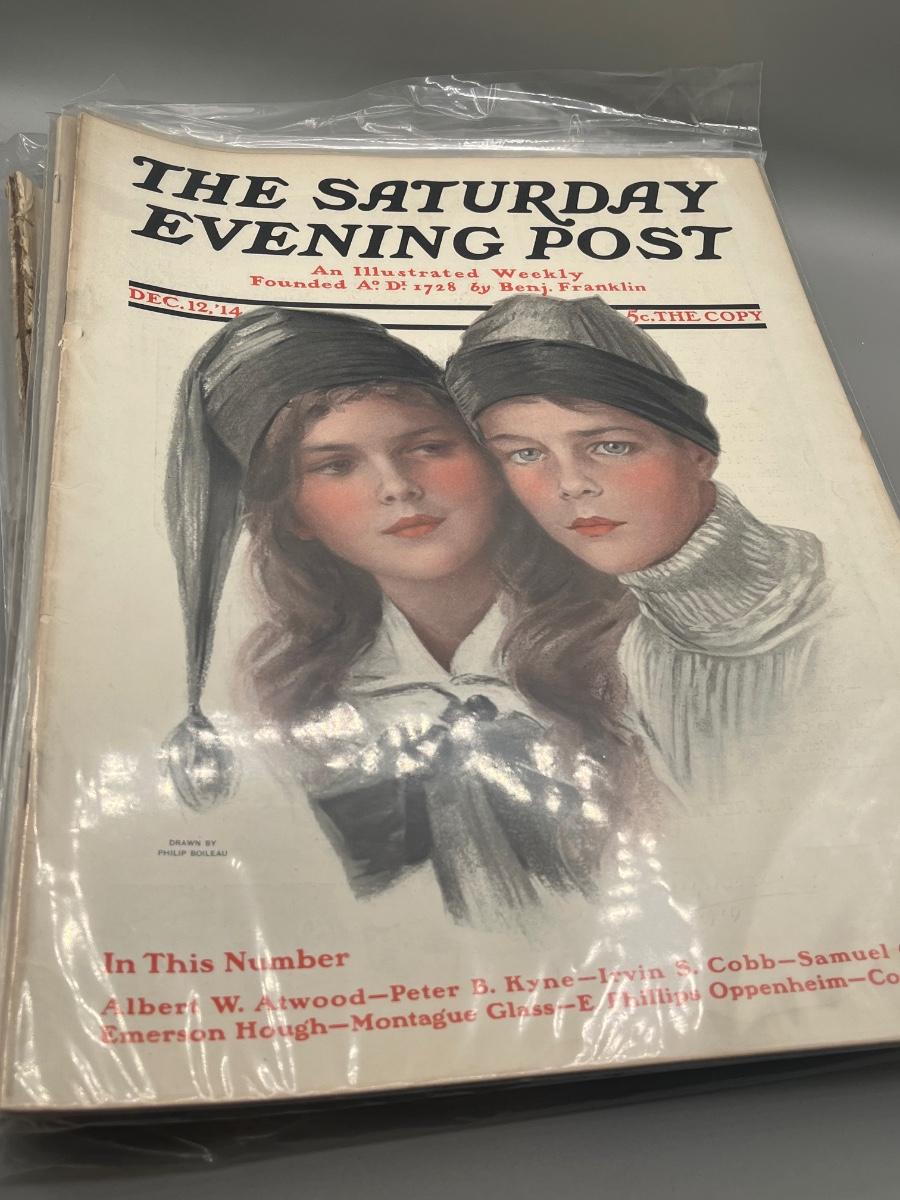 THE SATURDAY
EVENING POST
An Illustrated Weekly
Founded Aº Dⁱ 1728 by Benj. Franklin
DEC. 12, '14
5c. THE COPY
DRAWN BY
PHILIP BOILEAU
In This Number
Albert W. Atwood—Peter B. Kyne—Irvin S. Cobb—Samuel
Emerson Hough—Montague Glass—E Phillips Oppenheim—Co